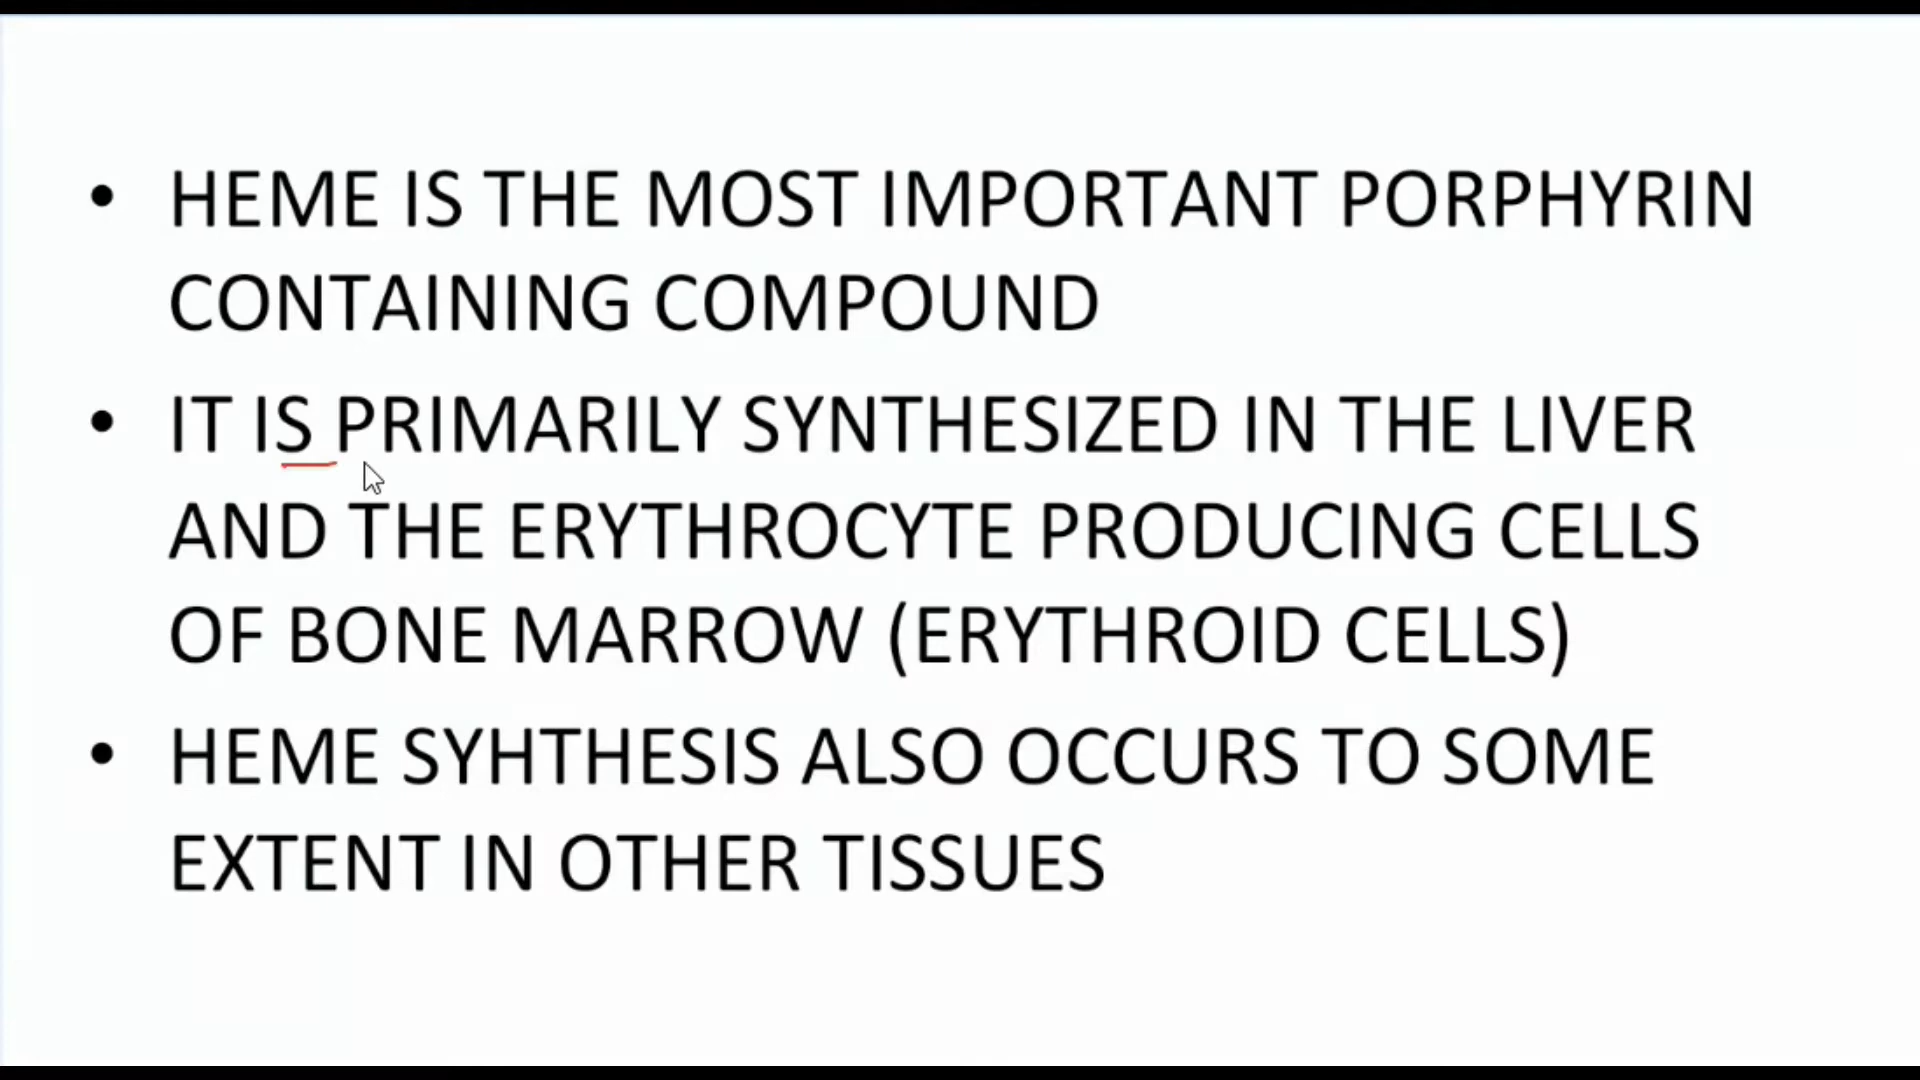 • HEME IS THE MOST IMPORTANT PORPHYRIN
CONTAINING COMPOUND
• IT IS PRIMARILY SYNTHESIZED IN THE LIVER
AND THE ERYTHROCYTE PRODUCING CELLS
OF BONE MARROW (ERYTHROID CELLS)
• HEME SYHTHESIS ALSO OCCURS TO SOME
EXTENT IN OTHER TISSUES